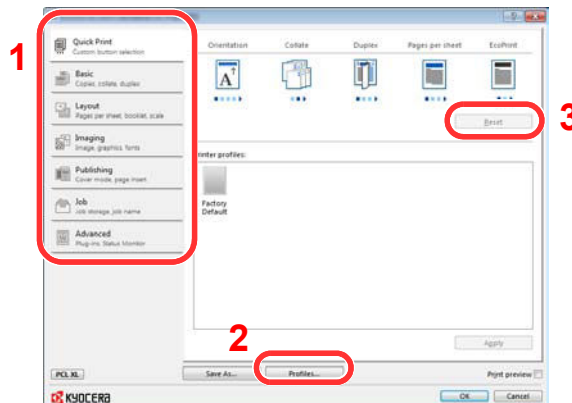 1
Quick Print
Custom button selection
Basic
Copies, collate, duplex
Layout
Pages per sheet, booklet, scale
Imaging
Image, graphics, fonts
Publishing
Cover mode, page insert
Job
Job storage, job name
Advanced
Plug-ins, Status Monitor
Orientation Collate Duplex Pages per sheet EcoPrint
A
Reset
3
rinter profiles:
Factory
Default
Apply
2
PCL XL
Save As...
Profiles...
Print preview
KYOCERA
OK
Cancel